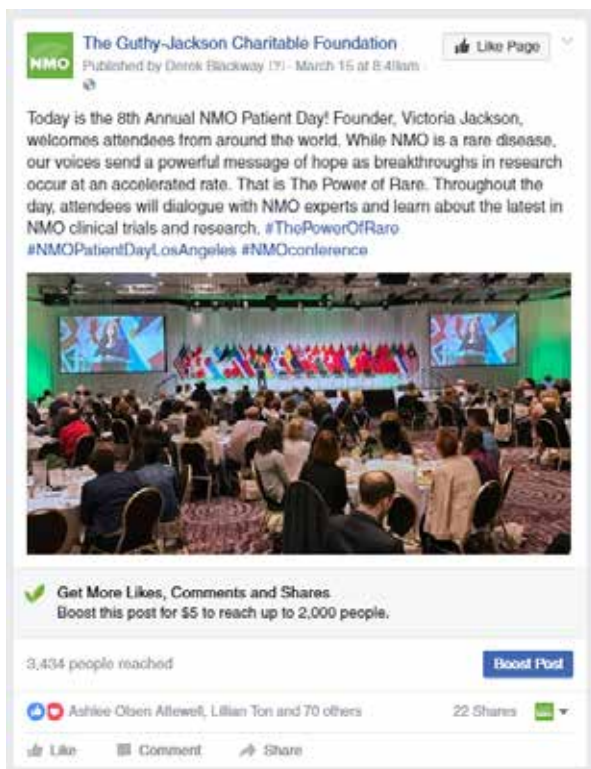 NMO
The Guthy-Jackson Charitable Foundation
Like Page
Published by Derek Blackway [?] · March 15 at 8:49am ·
Today is the 8th Annual NMO Patient Day! Founder, Victoria Jackson,
welcomes attendees from around the world. While NMO is a rare disease,
our voices send a powerful message of hope as breakthroughs in research
occur at an accelerated rate. That is The Power of Rare. Throughout the
day, attendees will dialogue with NMO experts and learn about the latest in
NMO clinical trials and research. #ThePowerOfRare
#NMOPatientDayLosAngeles #NMOconference
Get More Likes, Comments and Shares
Boost this post for $5 to reach up to 2,000 people.
3,434 people reached
Boost Post
Ashlee Olsen Attewell, Lillian Ton and 70 others
22 Shares
Like
Comment
Share